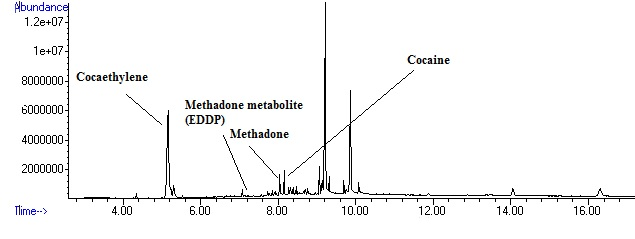 Abundance
1.2e+07
1e+07
8000000
6000000
4000000
2000000
Cocaethylene
Methadone metabolite
(EDDP)
Methadone
Cocaine
4.00 6.00 8.00 10.00 12.00 14.00 16.00
Time-->